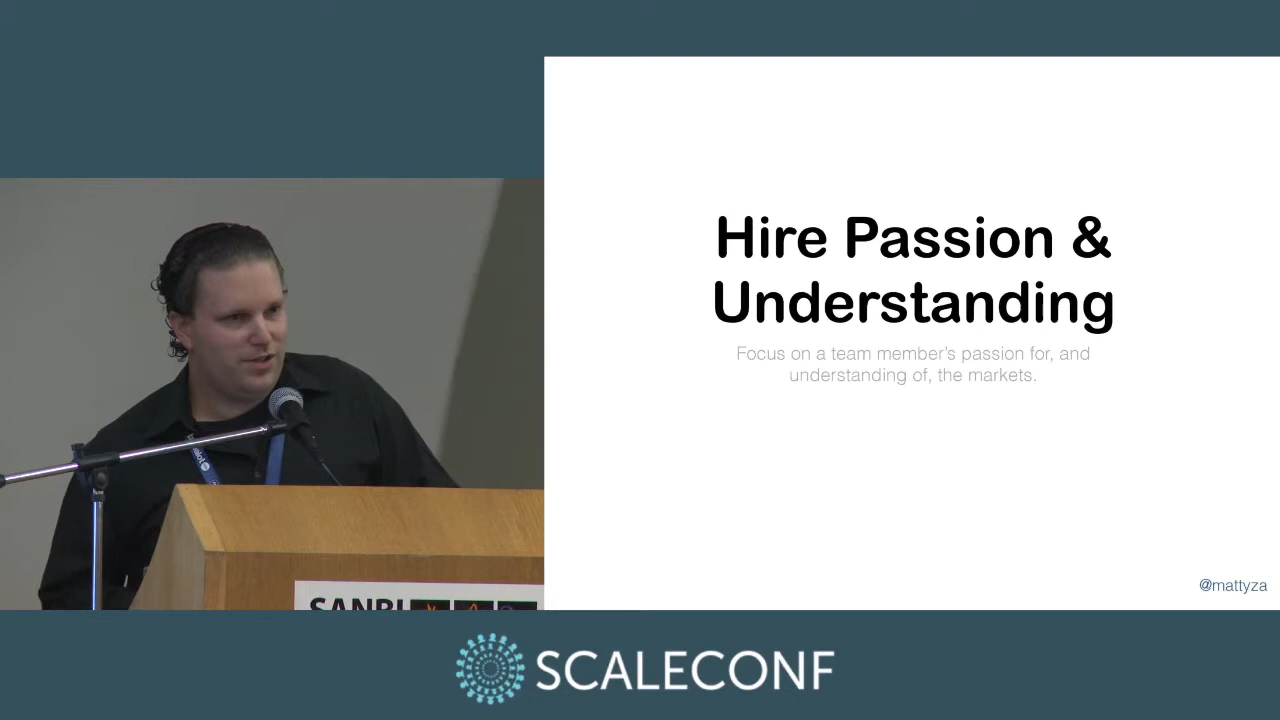 Hire Passion &
Understanding
Focus on a team member's passion for, and
understanding of, the markets.
@mattyza
SCALECONF